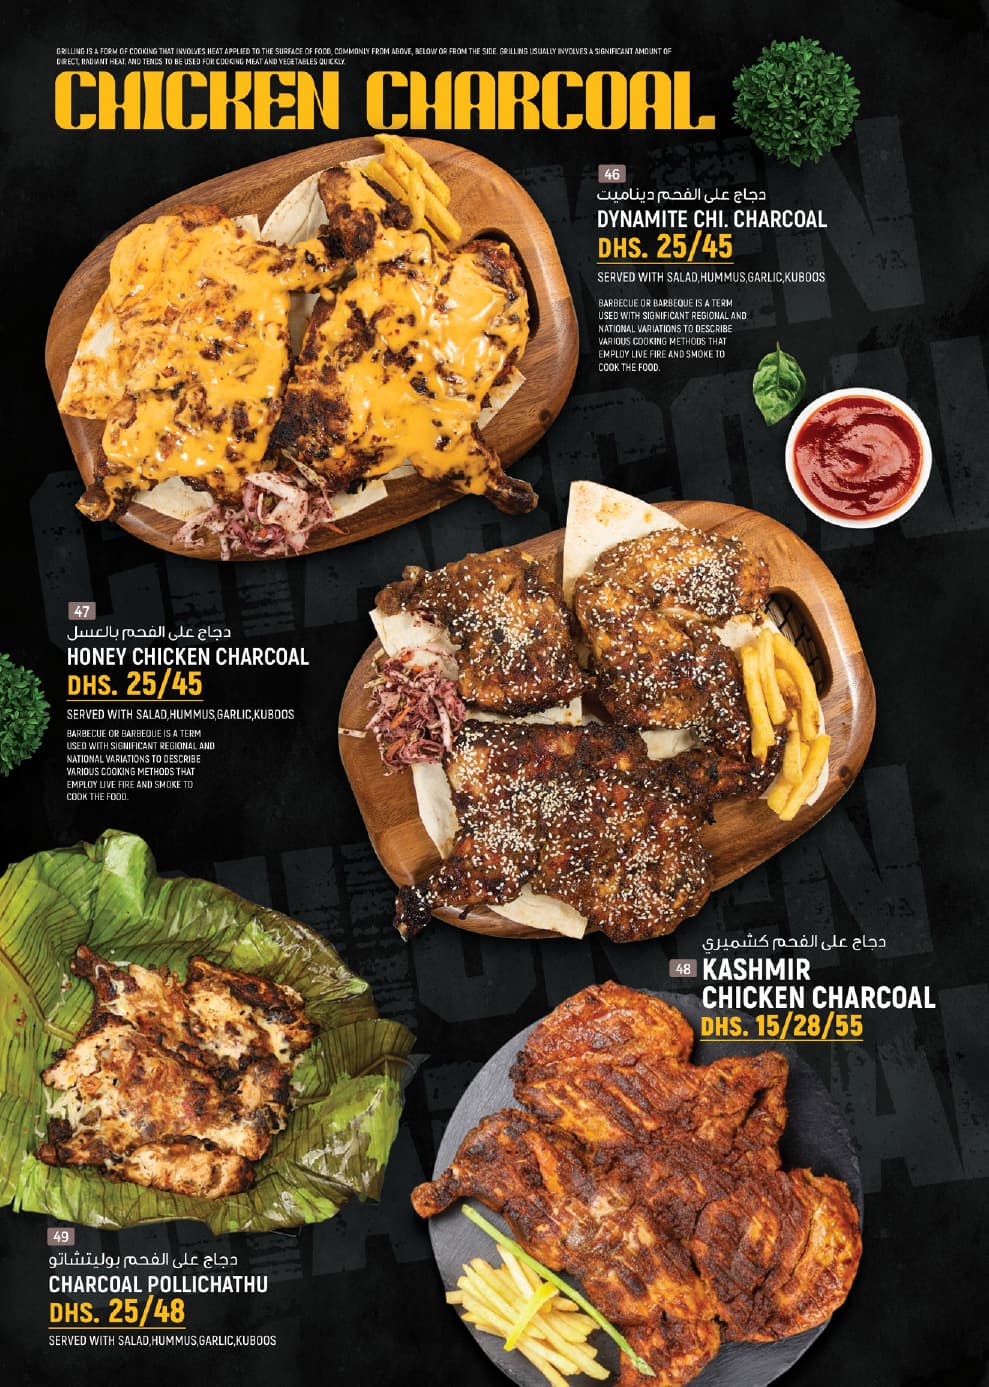 GRILLING IS A FORM OF COOKING THAT INVOLVES HEAT APPLIED TO THE SURFACE OF FOOD, COMMONLY FROM ABOVE, BELOW OR FROM THE SIDE. GRILLING USUALLY INVOLVES A SIGNIFICANT AMOUNT OF
DIRECT, RADIANT HEAT, AND TENDS TO BE USED FOR COOKING MEAT AND VEGETABLES QUICKLY.
CHICKEN CHARCOAL
46
دجاج على الفحم ديناميت
DYNAMITE CHI. CHARCOAL
DHS. 25/45
SERVED WITH SALAD,HUMMUS,GARLIC,KUBOOS
BARBECUE OR BARBEQUE IS A TERM
USED WITH SIGNIFICANT REGIONAL AND
NATIONAL VARIATIONS TO DESCRIBE
VARIOUS COOKING METHODS THAT
EMPLOY LIVE FIRE AND SMOKE TO
COOK THE FOOD.
47
دجاج على الفحم بالعسل
HONEY CHICKEN CHARCOAL
DHS. 25/45
SERVED WITH SALAD,HUMMUS,GARLIC,KUBOOS
BARBECUE OR BARBEQUE IS A TERM
USED WITH SIGNIFICANT REGIONAL AND
NATIONAL VARIATIONS TO DESCRIBE
VARIOUS COOKING METHODS THAT
EMPLOY LIVE FIRE AND SMOKE TO
COOK THE FOOD.
دجاج على الفحم كشميري
48 KASHMIR
CHICKEN CHARCOAL
DHS. 15/28/55
49
دجاج على الفحم بوليتشاتو
CHARCOAL POLLICHATHU
DHS. 25/48
SERVED WITH SALAD,HUMMUS,GARLIC,KUBOOS